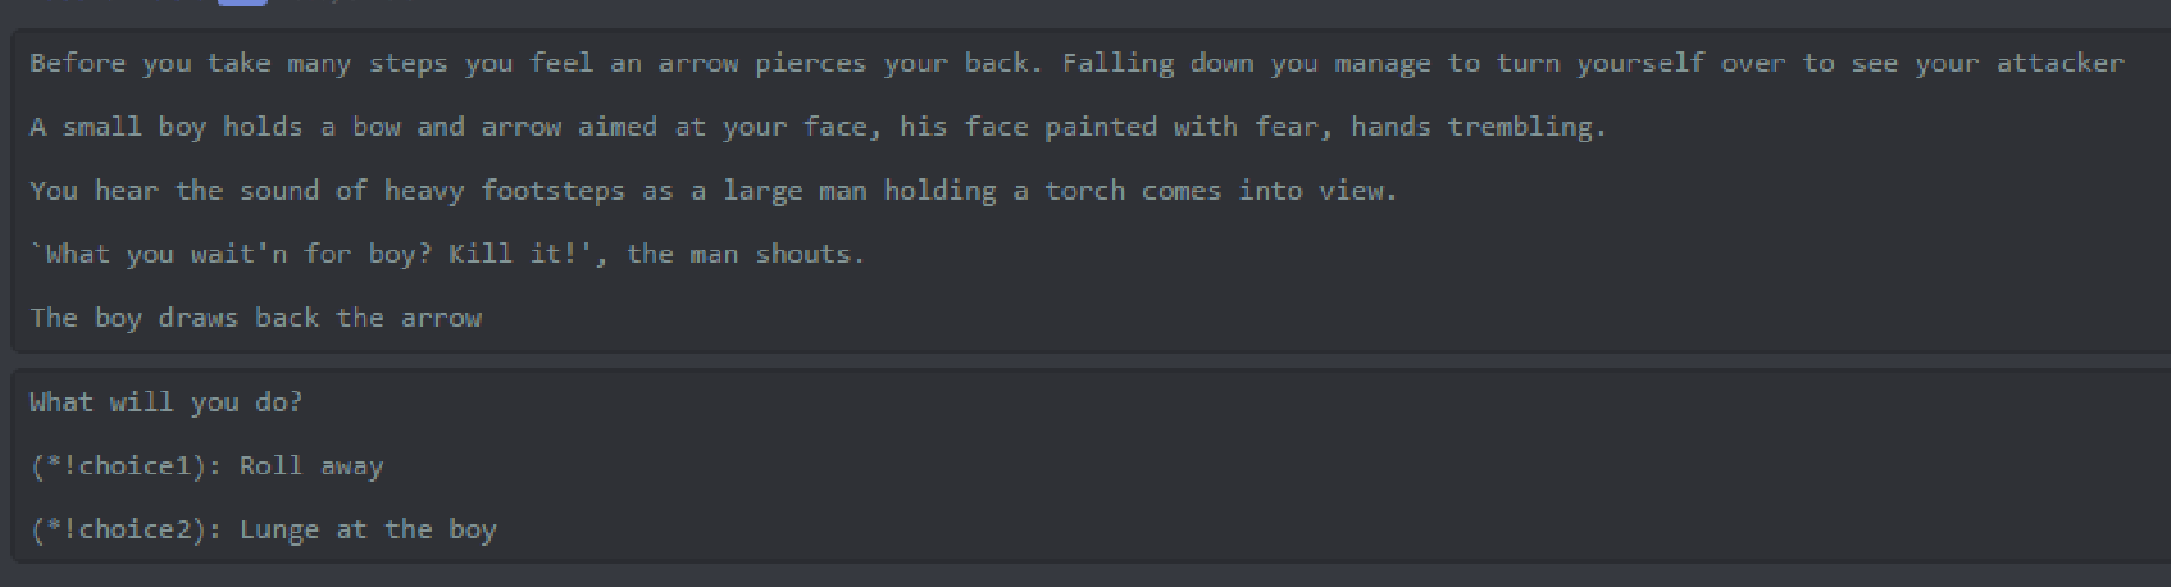 Before you take many steps you feel an arrow pierces your back. Falling down you manage to turn yourself over to see your attacker
A small boy holds a bow and arrow aimed at your face, his face painted with fear, hands trembling.
You hear the sound of heavy footsteps as a large man holding a torch comes into view.
`What you wait'n for boy? Kill it!', the man shouts.
The boy draws back the arrow
What will you do?
(*!choice1): Roll away
(*!choice2): Lunge at the boy